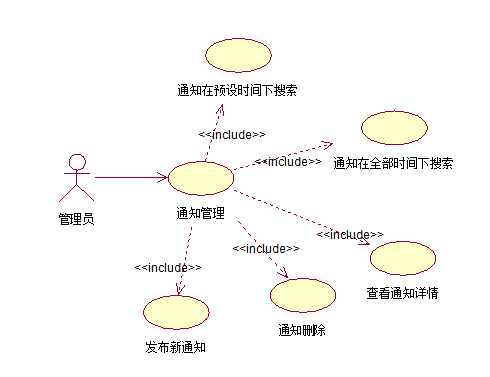 通知在预设时间下搜索
<<include>>
<<include>>
通知在全部时间下搜索
管理员
通知管理
<<include>>
<<include>>
<<include>>
查看通知详情
通知删除
发布新通知